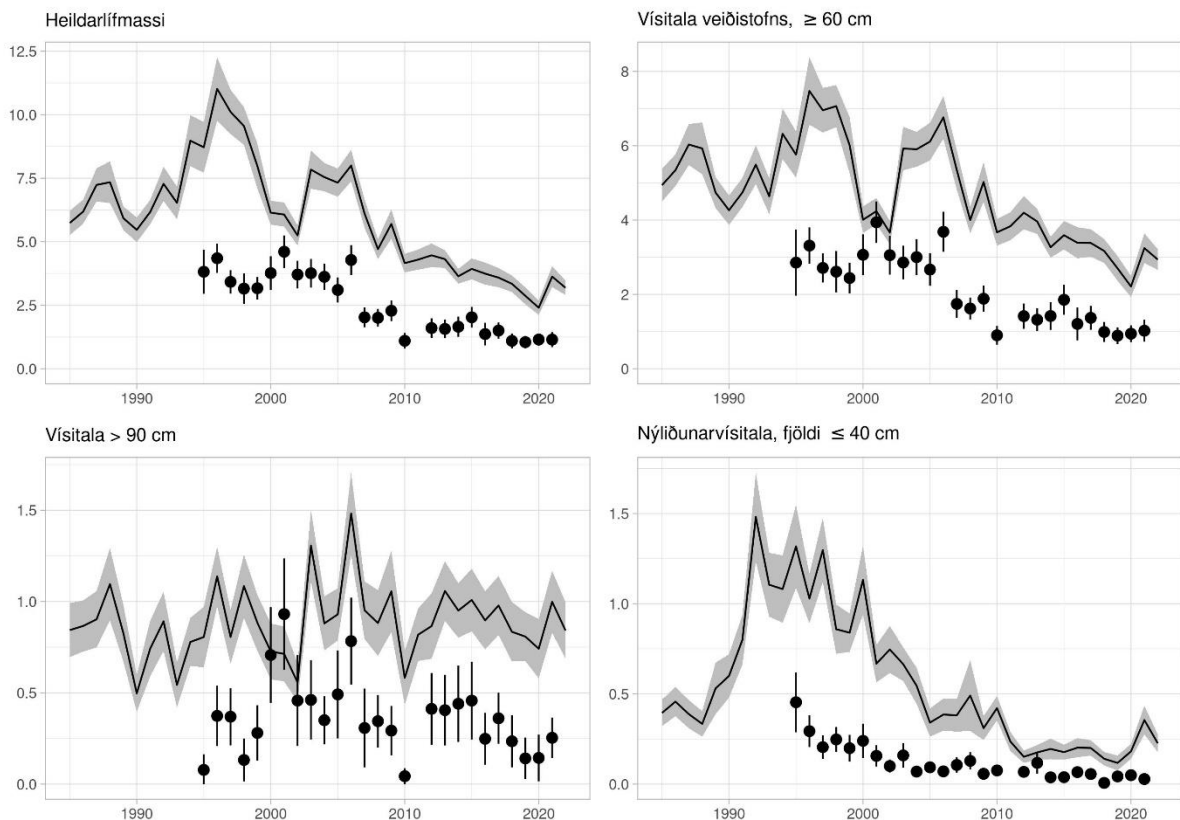 Heildarlífmassi
12.5
10.0
7.5
5.0
2.5
0.0
1990 2000 2010 2020
Vísitala veiðistofns, ≥ 60 cm
8
6
4
2
0
1990 2000 2010 2020
Vísitala > 90 cm
1.5
1.0
0.5
0.0
1990 2000 2010 2020
Nýliðunarvísitala, fjöldi ≤ 40 cm
1.5
1.0
0.5
0.0
1990 2000 2010 2020